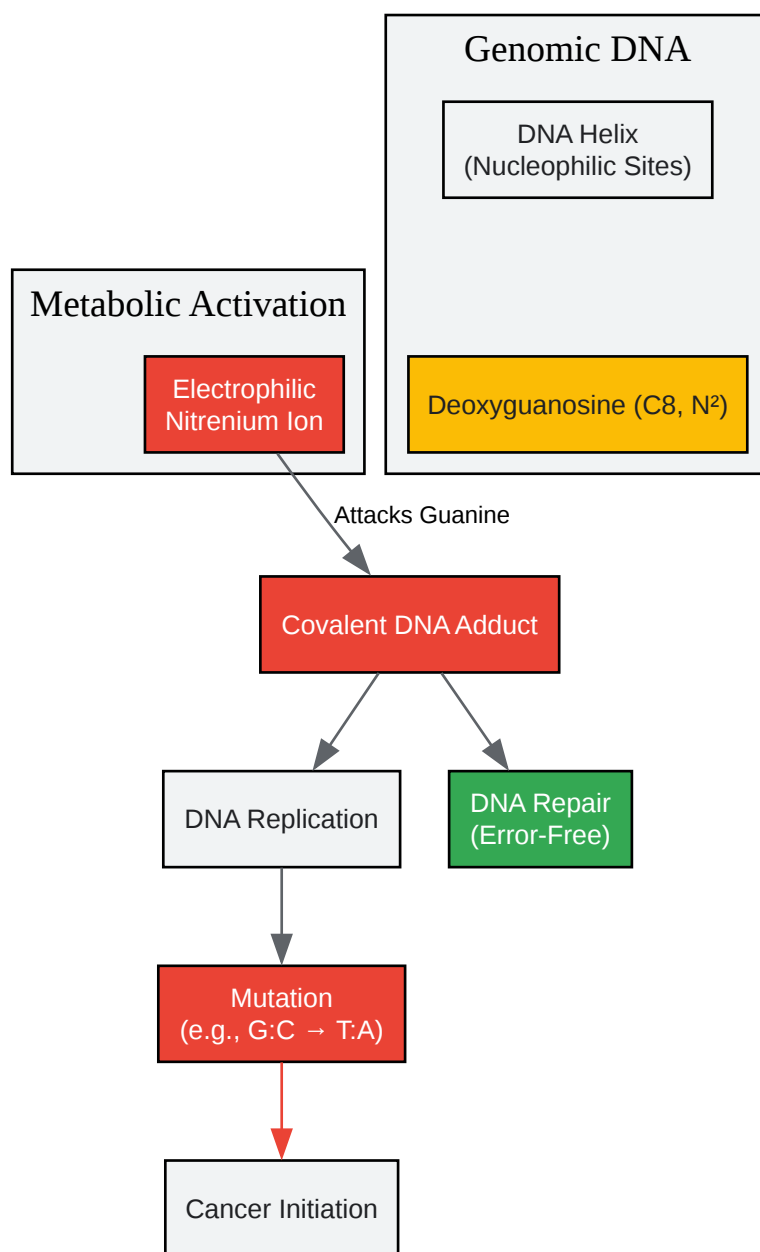 Genomic DNA
DNA Helix
(Nucleophilic Sites)
Metabolic Activation
Electrophilic
Nitrenium Ion
Deoxyguanosine (C8, N²)
Attacks Guanine
Covalent DNA Adduct
DNA Replication
DNA Repair
(Error-Free)
Mutation
(e.g., G:C → T:A)
Cancer Initiation